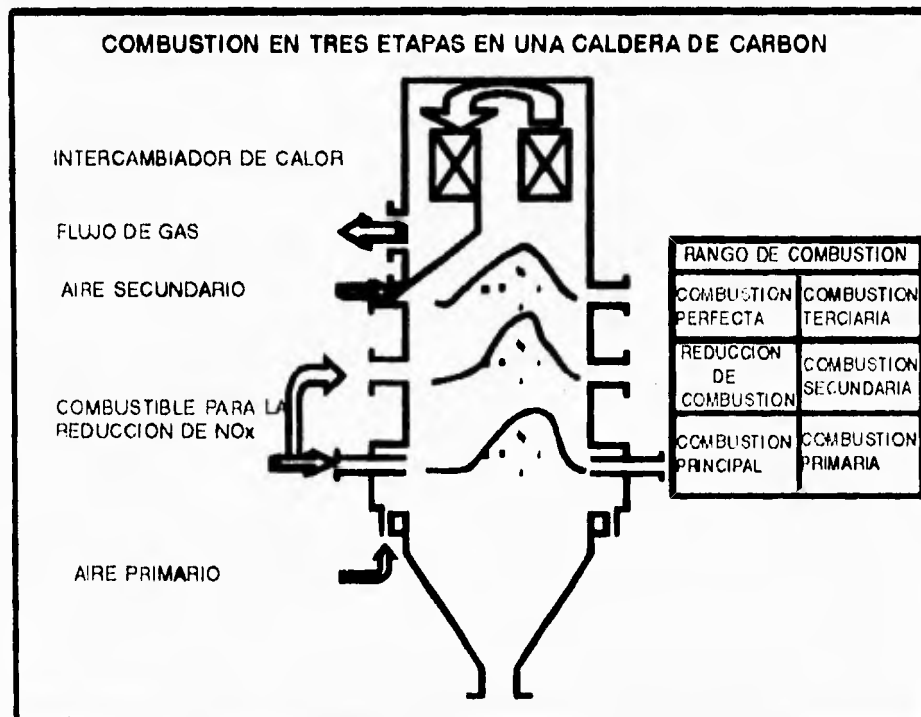 COMBUSTION EN TRES ETAPAS EN UNA CALDERA DE CARBON
INTERCAMBIADOR DE CALOR
FLUJO DE GAS
AIRE SECUNDARIO
COMBUSTIBLE PARA LA
REDUCCION DE NOx
AIRE PRIMARIO
RANGO DE COMBUSTION
COMBUSTION
PERFECTA
COMBUSTION
TERCIARIA
REDUCCION
DE
COMBUSTION
COMBUSTION
SECUNDARIA
COMBUSTION
PRINCIPAL
COMBUSTION
PRIMARIA